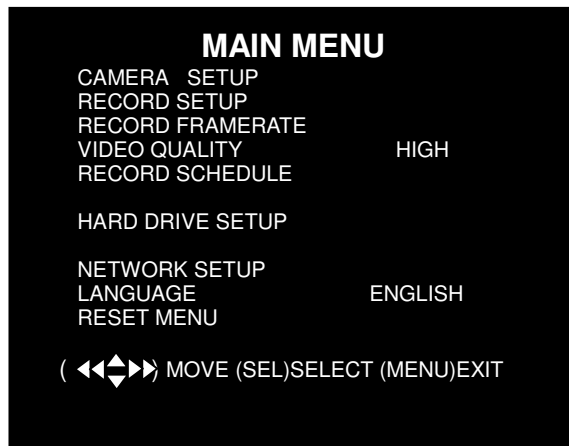 MAIN MENU
CAMERA SETUP
RECORD SETUP
RECORD FRAMERATE
VIDEO QUALITY HIGH
RECORD SCHEDULE
HARD DRIVE SETUP
NETWORK SETUP
LANGUAGE ENGLISH
RESET MENU
( ◀◀▲▼▶▶) MOVE (SEL)SELECT (MENU)EXIT